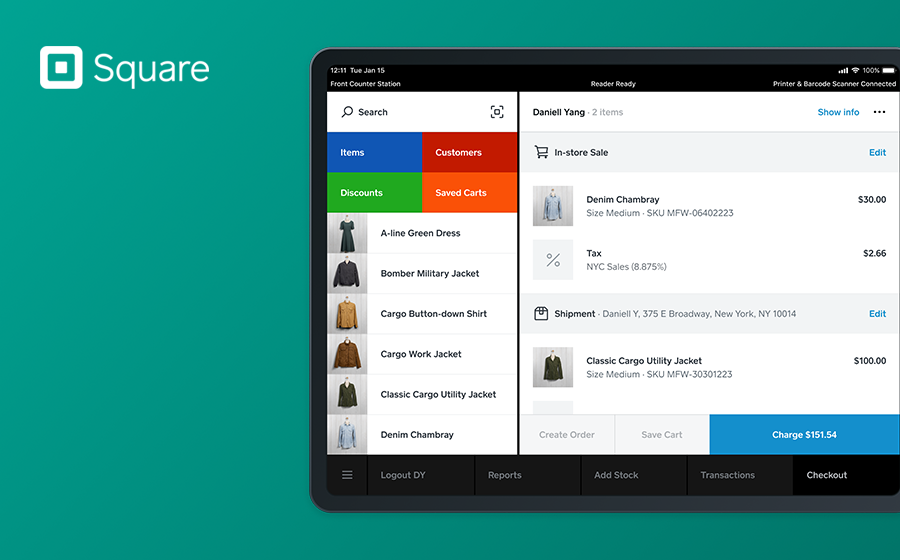 Square
12:11 Tue Jan 15
100%
Front Counter Station
Reader Ready
Printer & Barcode Scanner Connected
Search
Daniell Yang · 2 items
Show info
Items
Customers
In-store Sale
Edit
Discounts
Saved Carts
Denim Chambray
$30.00
Size Medium · SKU MFW-06402223
A-line Green Dress
Tax
$2.66
NYC Sales (8.875%)
Bomber Military Jacket
Cargo Button-down Shirt
Shipment · Daniell Y, 375 E Broadway, New York, NY 10014
Edit
Cargo Work Jacket
Classic Cargo Utility Jacket
$100.00
Size Medium · SKU MFW-30301223
Classic Cargo Utility Jacket
Denim Chambray
Create Order
Save Cart
Charge $151.54
Logout DY
Reports
Add Stock
Transactions
Checkout